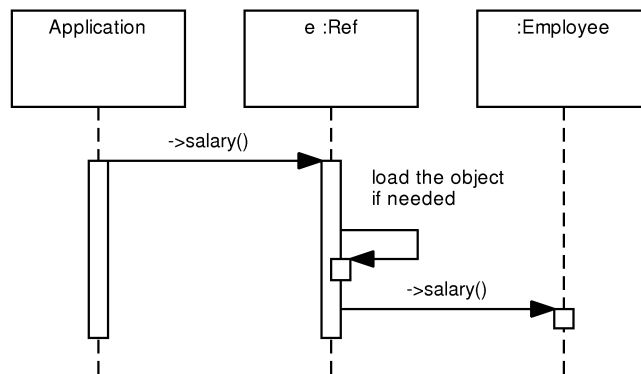 Application
e :Ref
:Employee
->salary()
load the object
if needed
->salary()